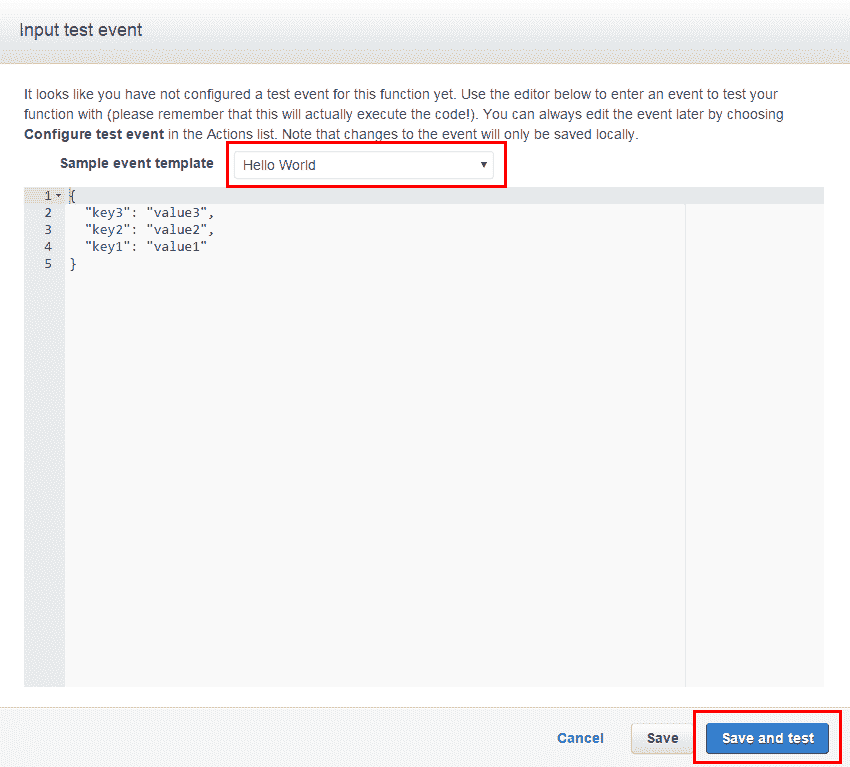 Input test event
It looks like you have not configured a test event for this function yet. Use the editor below to enter an event to test your
function with (please remember that this will actually execute the code!). You can always edit the event later by choosing
Configure test event in the Actions list. Note that changes to the event will only be saved locally.
Sample event template Hello World
1 {
2 "key3": "value3",
3 "key2": "value2",
4 "key1": "value1"
5 }
Cancel Save Save and test